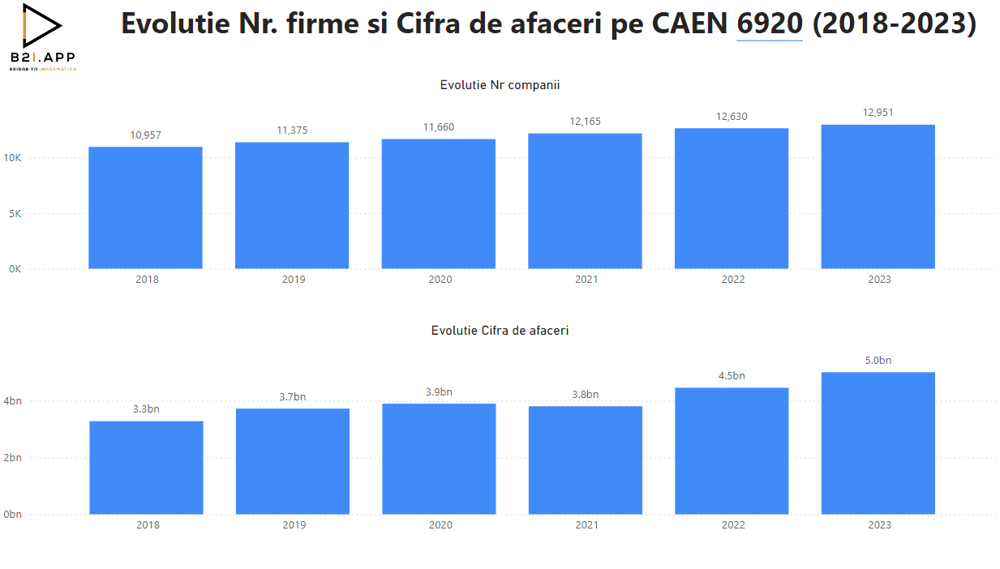 Evolutie Nr. firme si Cifra de afaceri pe CAEN 6920 (2018-2023)
B2I.APP
BRIDGE TO INFORMATION
Evolutie Nr companii
10,957 11,375 11,660 12,165 12,630 12,951
10K
5K
0K
2018 2019 2020 2021 2022 2023
Evolutie Cifra de afaceri
3.3bn 3.7bn 3.9bn 3.8bn 4.5bn 5.0bn
4bn
2bn
0bn
2018 2019 2020 2021 2022 2023